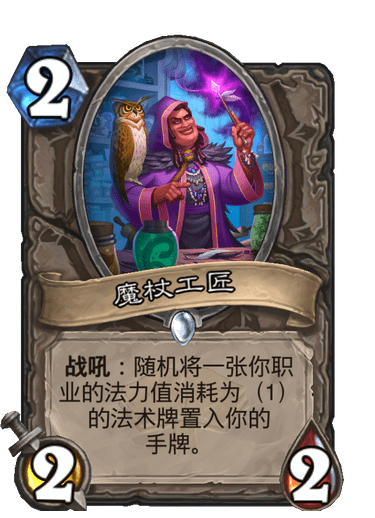 2
魔杖工匠
战吼：随机将一张你职
业的法力值消耗为（1）
的法术牌置入你的
手牌。
2
2